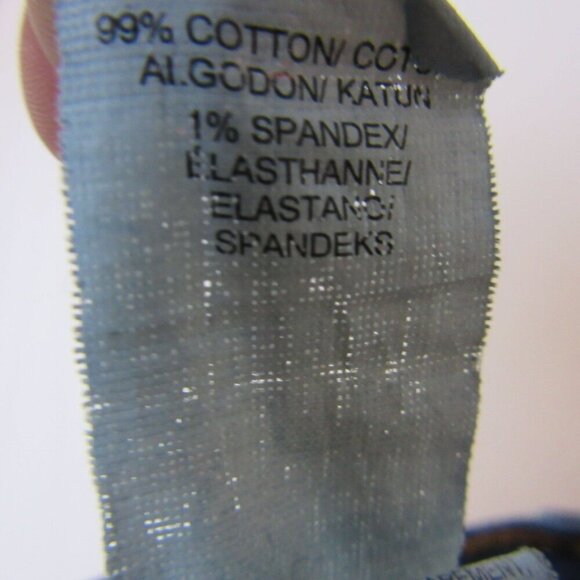 99% COTTON/
ALGODON/ KATUN
1% SPANDEX/
ELASTHANNE/
ELASTANO/
SPANDEKS